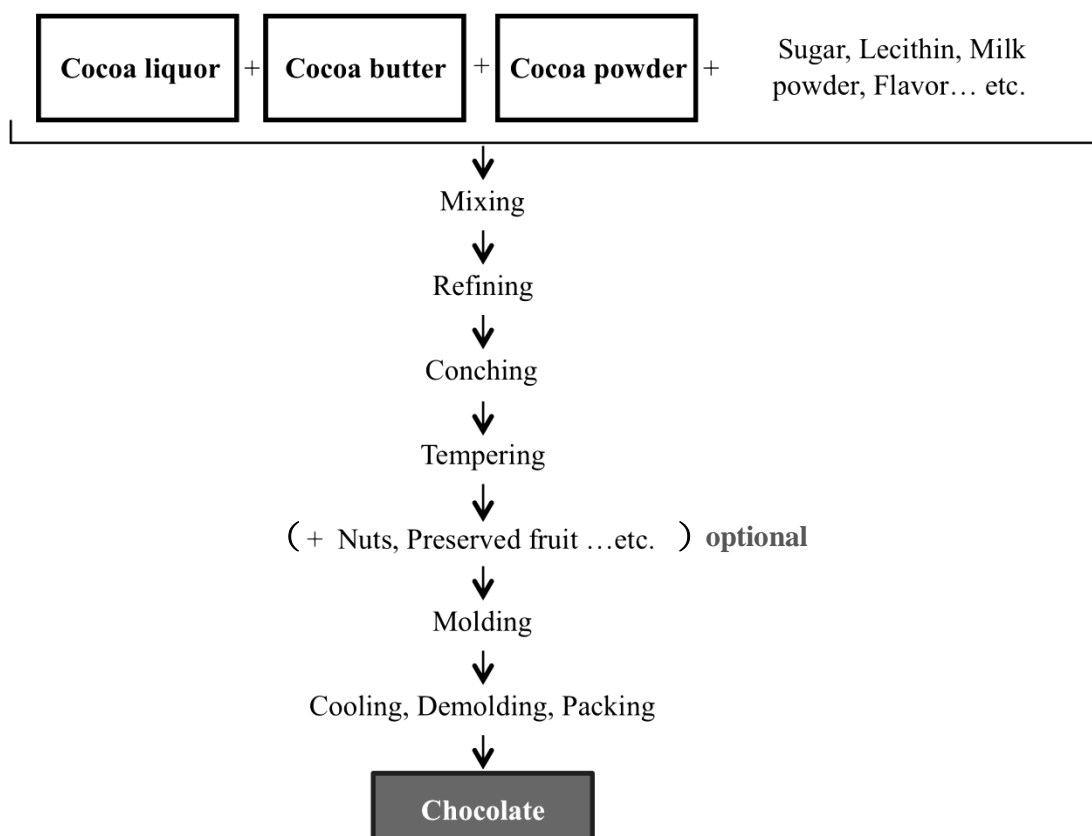 Cocoa liquor + Cocoa butter + Cocoa powder + Sugar, Lecithin, Milk
powder, Flavor… etc.
Mixing
Refining
Conching
Tempering
( + Nuts, Preserved fruit …etc. ) optional
Molding
Cooling, Demolding, Packing
Chocolate